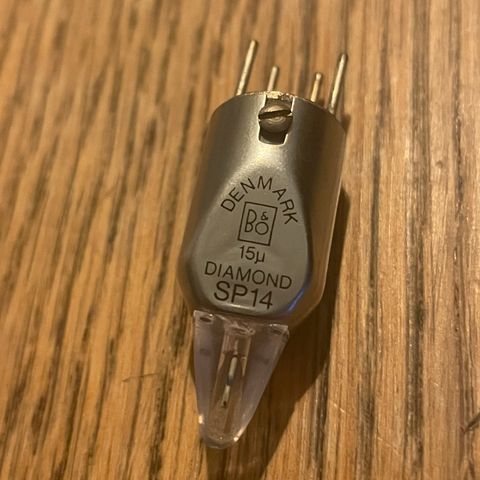 DENMARK
B&O
15μ
DIAMOND
SP14